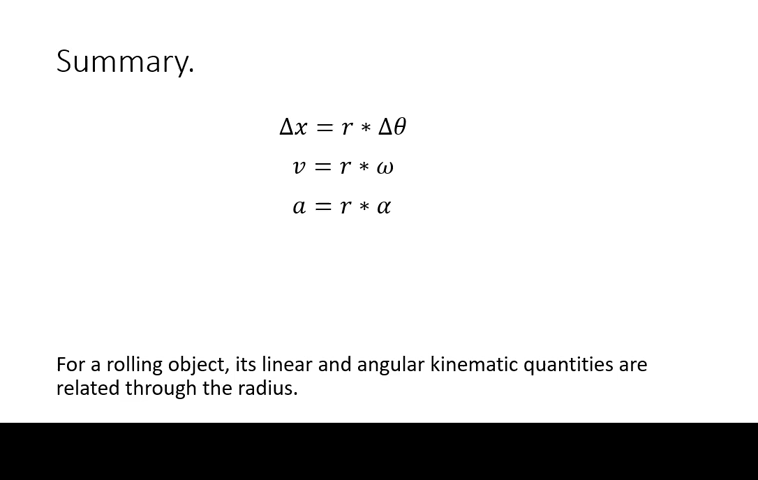 Summary.
Δx = r * Δθ
v = r * ω
a = r * α
For a rolling object, its linear and angular kinematic quantities are
related through the radius.